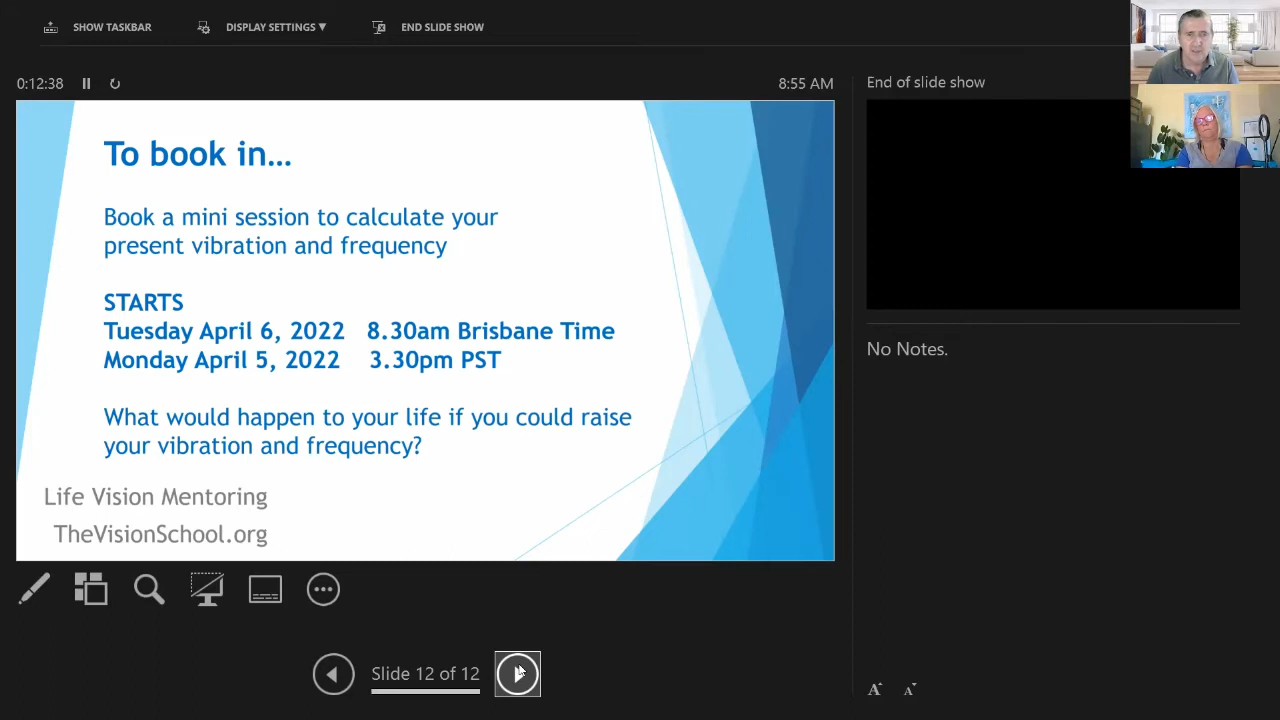 SHOW TASKBAR
DISPLAY SETTINGS ▼
END SLIDE SHOW
0:12:38
8:55 AM
To book in...
Book a mini session to calculate your
present vibration and frequency
STARTS
Tuesday April 6, 2022 8.30am Brisbane Time
Monday April 5, 2022 3.30pm PST
What would happen to your life if you could raise
your vibration and frequency?
Life Vision Mentoring
TheVisionSchool.org
Slide 12 of 12
End of slide show
No Notes.
A A